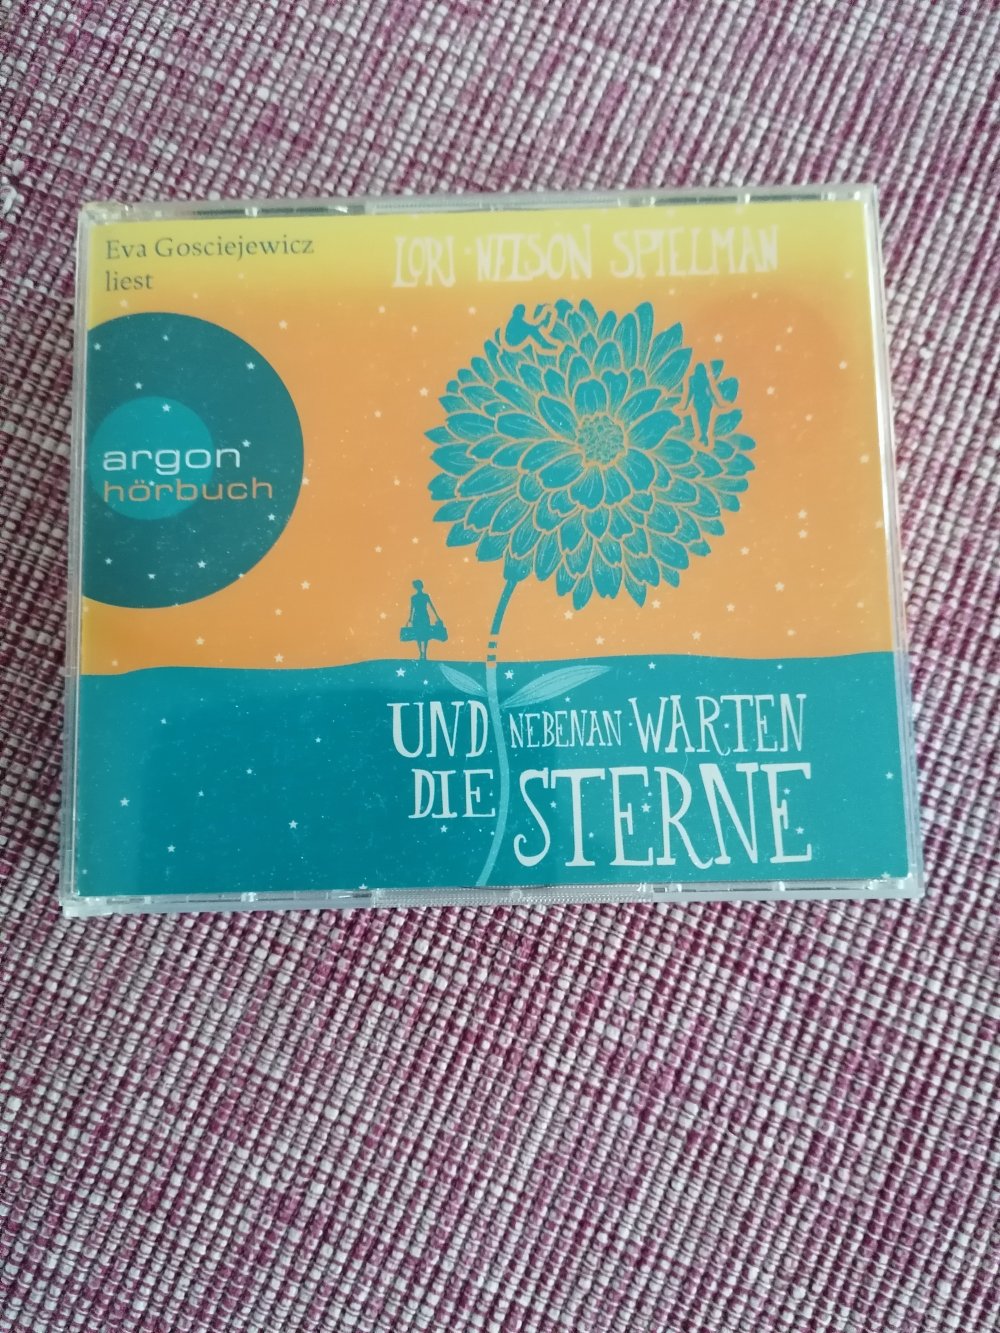 Eva Gosciejewicz
liest
LORI NELSON SPIELMAN
argon
hörbuch
UND NEBENAN WARTEN
DIE STERNE